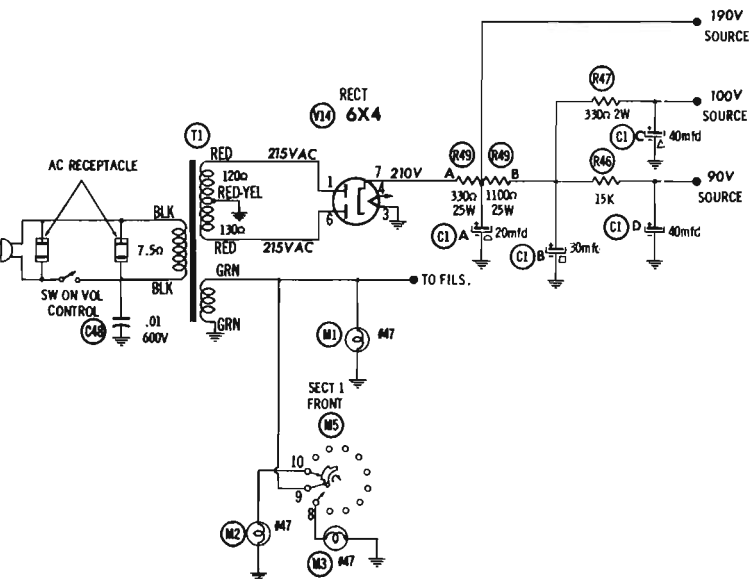 190V
SOURCE
RECT
V14 6X4
R47
100V
SOURCE
330Ω 2W
C1 C 40mfd
T1
RED
215VAC
AC RECEPTACLE
120Ω
RED-YEL
130Ω
RED
215VAC
1
6
7 210V
4
3
R49 R49
A B
330Ω 1100Ω
25W 25W
C1 A 20mfd
R46
15K
90V
SOURCE
C1 B 30mfd
C1 D 40mfd
BLK
7.5Ω
BLK
SW ON VOL
CONTROL
C48 .01
600V
GRN
GRN
TO FILS.
M1 #47
SECT 1
FRONT
M5
10
9
8
M2 #47
M3 #47